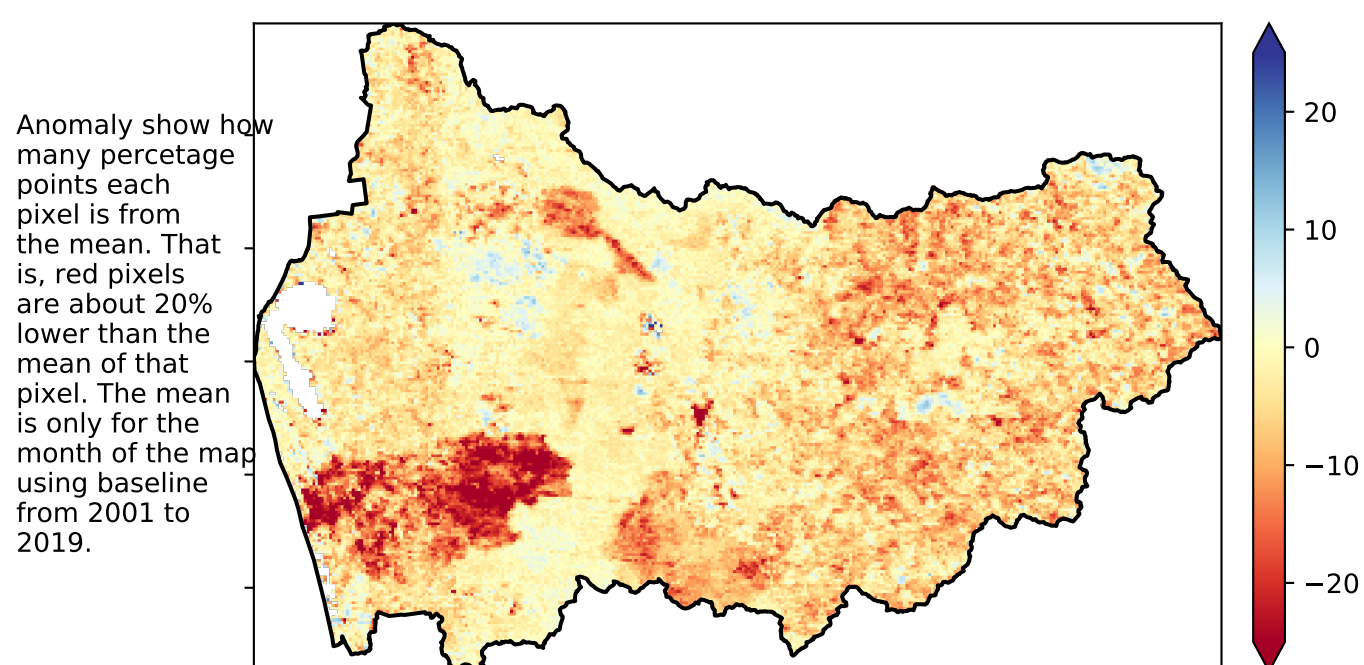 Anomaly show how
many percetage
points each
pixel is from
the mean. That
is, red pixels
are about 20%
lower than the
mean of that
pixel. The mean
is only for the
month of the map
using baseline
from 2001 to
2019.
20
10
0
−10
−20